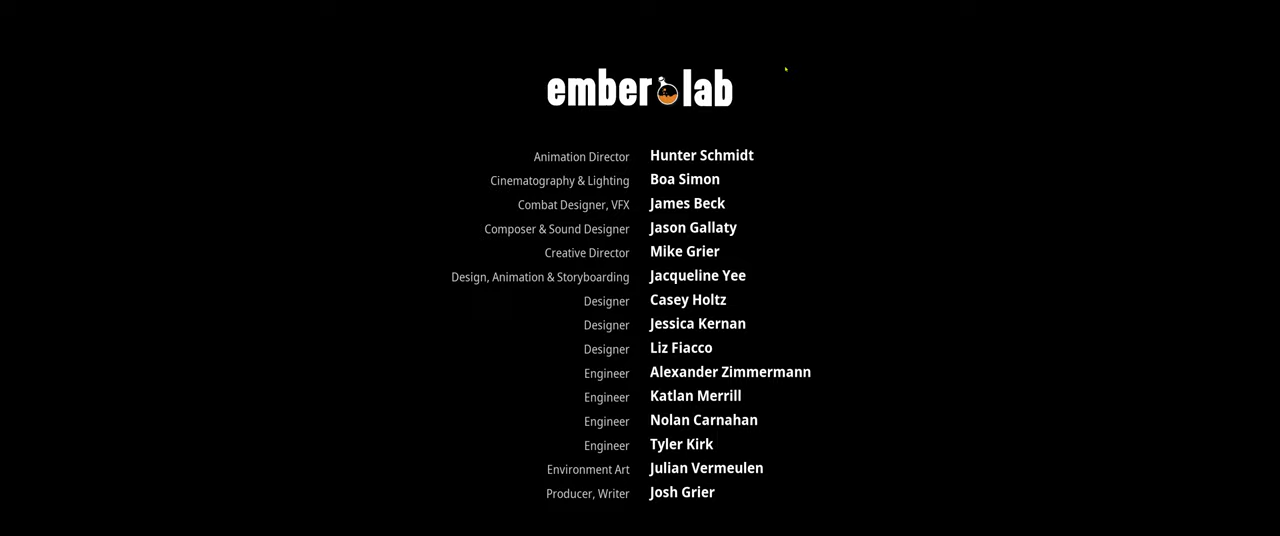 ember lab
Animation Director Hunter Schmidt
Cinematography & Lighting Boa Simon
Combat Designer, VFX James Beck
Composer & Sound Designer Jason Gallaty
Creative Director Mike Grier
Design, Animation & Storyboarding Jacqueline Yee
Designer Casey Holtz
Designer Jessica Kernan
Designer Liz Fiacco
Engineer Alexander Zimmermann
Engineer Katlan Merrill
Engineer Nolan Carnahan
Engineer Tyler Kirk
Environment Art Julian Vermeulen
Producer, Writer Josh Grier